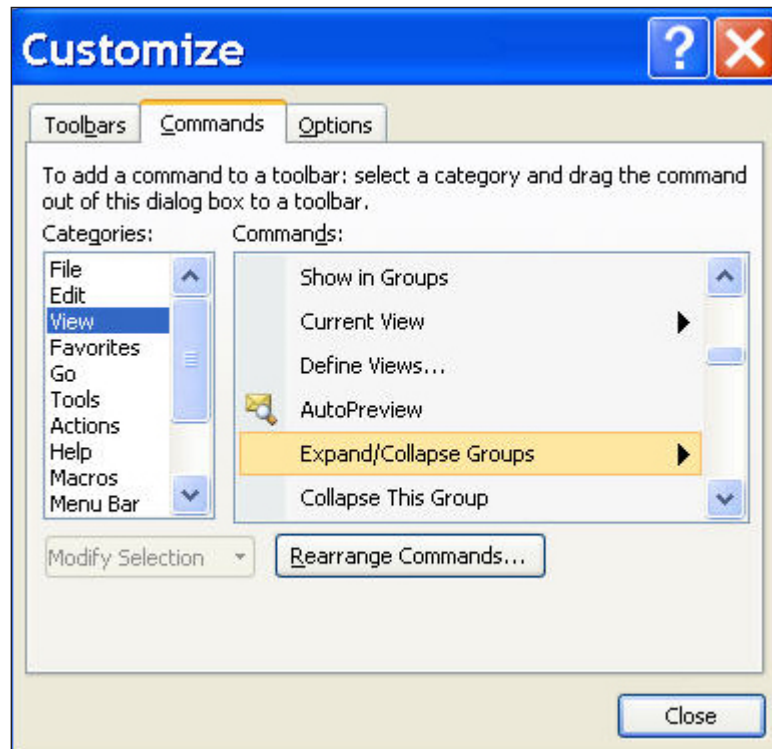 Customize
Toolbars Commands Options
To add a command to a toolbar: select a category and drag the command
out of this dialog box to a toolbar.
Categories: Commands:
File
Edit
View
Favorites
Go
Tools
Actions
Help
Macros
Menu Bar
Show in Groups
Current View
Define Views...
AutoPreview
Expand/Collapse Groups
Collapse This Group
Modify Selection Rearrange Commands...
Close